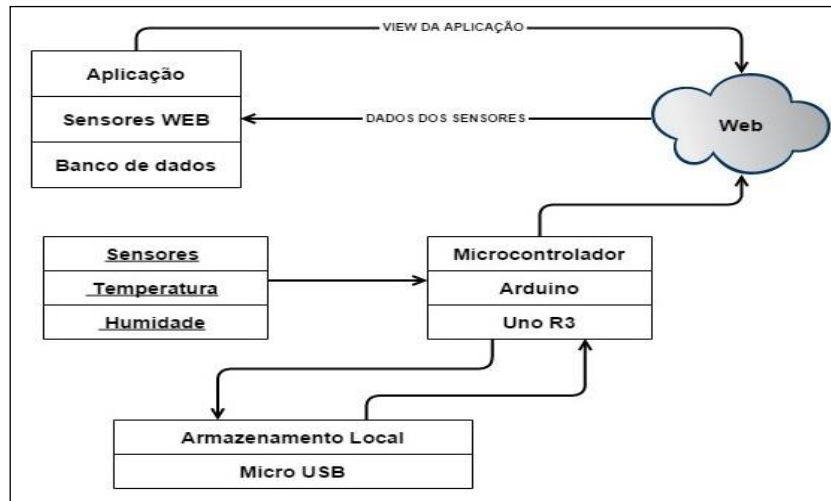 VIEW DA APLICAÇÃO
Aplicação
Sensores WEB
Banco de dados
DADOS DOS SENSORES
Web
Sensores
Temperatura
Humidade
Microcontrolador
Arduino
Uno R3
Armazenamento Local
Micro USB